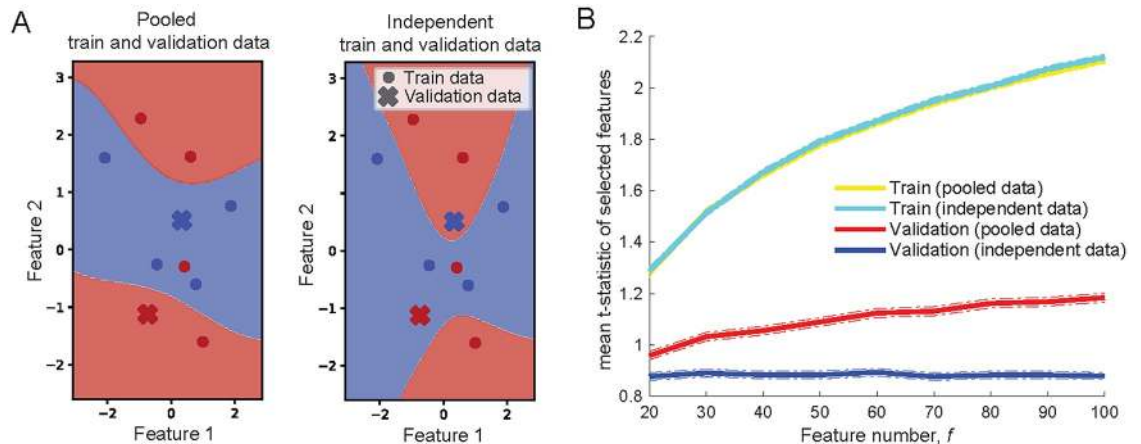 A
Pooled
train and validation data
Independent
train and validation data
Train data
Validation data
3
2
1
0
−1
−2
Feature 2
−2
0
2
Feature 1
3
2
1
0
−1
−2
Feature 2
−2
0
2
Feature 1
B
2.2
2
1.8
1.6
1.4
1.2
1
0.8
mean t-statistic of selected features
Train (pooled data)
Train (independent data)
Validation (pooled data)
Validation (independent data)
20 30 40 50 60 70 80 90 100
Feature number, f